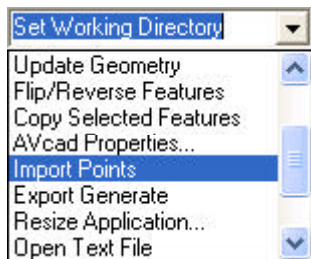 Set Working Directory
Update Geometry
Flip/Reverse Features
Copy Selected Features
AVcad Properties...
Import Points
Export Generate
Resize Application...
Open Text File